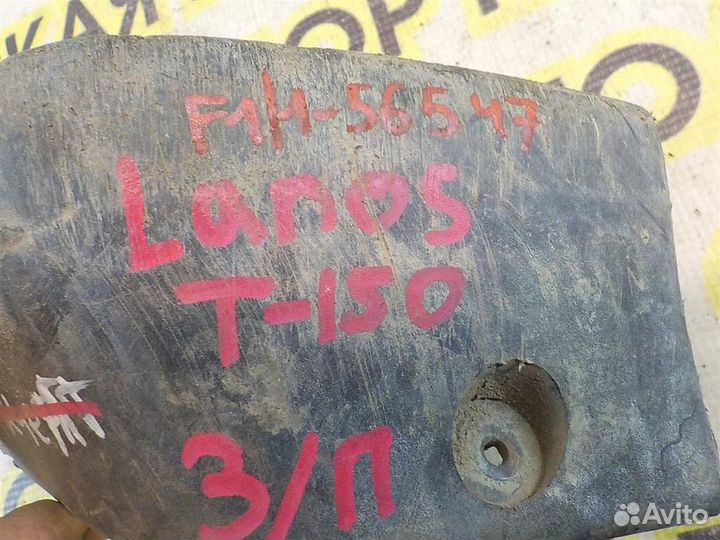 F1H-56547
Lanos
T-150
З/П
Avito